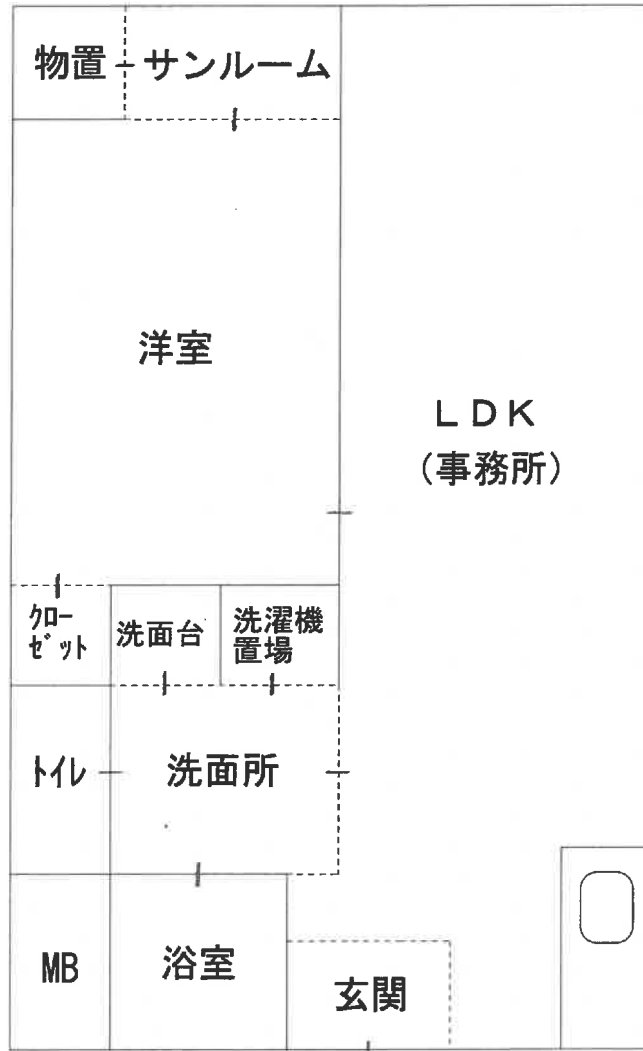 物置
サンルーム
洋室
LDK
(事務所)
クロー
ゼット
洗面台
洗濯機
置場
トイレ
洗面所
MB
浴室
玄関